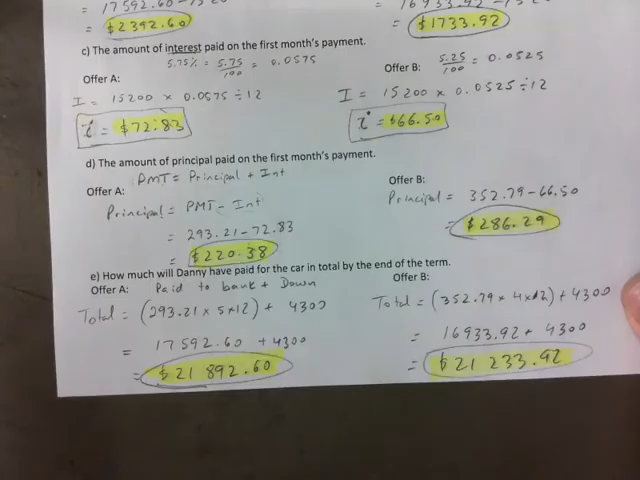 = 17592.60 - 15200
= $2392.60
16933.92 - 15200
= $1733.92
c) The amount of interest paid on the first month's payment.
5.75% = 5.75/100 = 0.0575
Offer A:
I = 15200 × 0.0575 ÷ 12
i = $72.83
Offer B: 5.25/100 = 0.0525
I = 15200 × 0.0525 ÷ 12
i = $66.50
d) The amount of principal paid on the first month's payment.
PMT = Principal + Int
Offer A:
Principal = PMT - Int
= 293.21 - 72.83
= $220.38
Offer B:
Principal = 352.79 - 66.50
= $286.29
e) How much will Danny have paid for the car in total by the end of the term.
Offer A: Paid to bank + Down
Total = (293.21 × 5×12) + 4300
= 17592.60 + 4300
= $21 892.60
Offer B:
Total = (352.79 × 4×12) + 4300
= 16933.92 + 4300
= $21 233.92